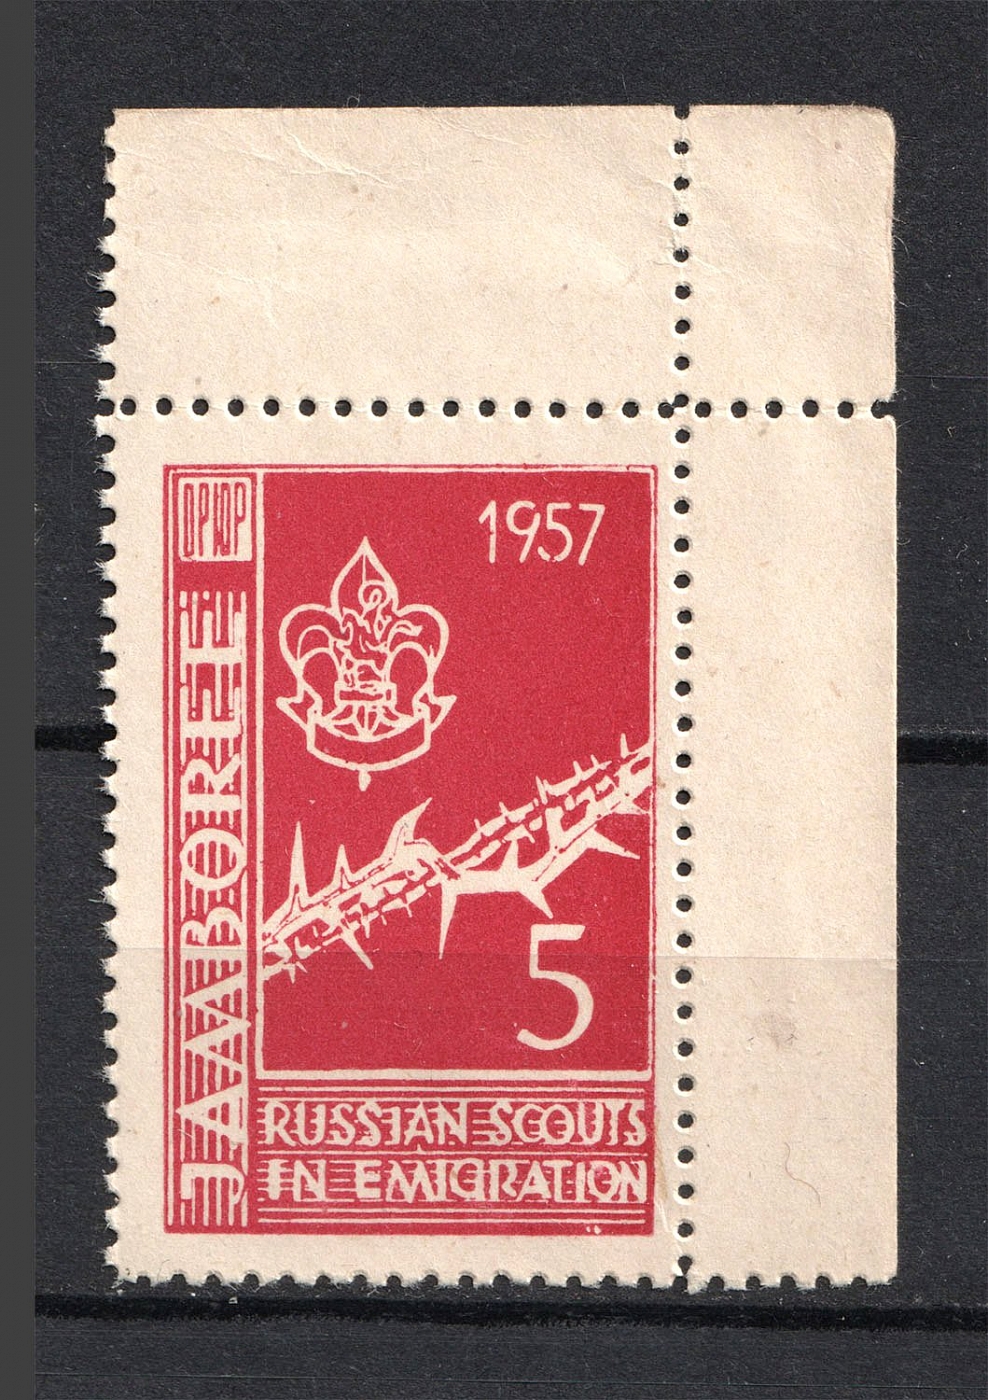 ОРЮР
1957
JAMBOREE
5
RUSSIAN SCOUTS
IN EMIGRATION